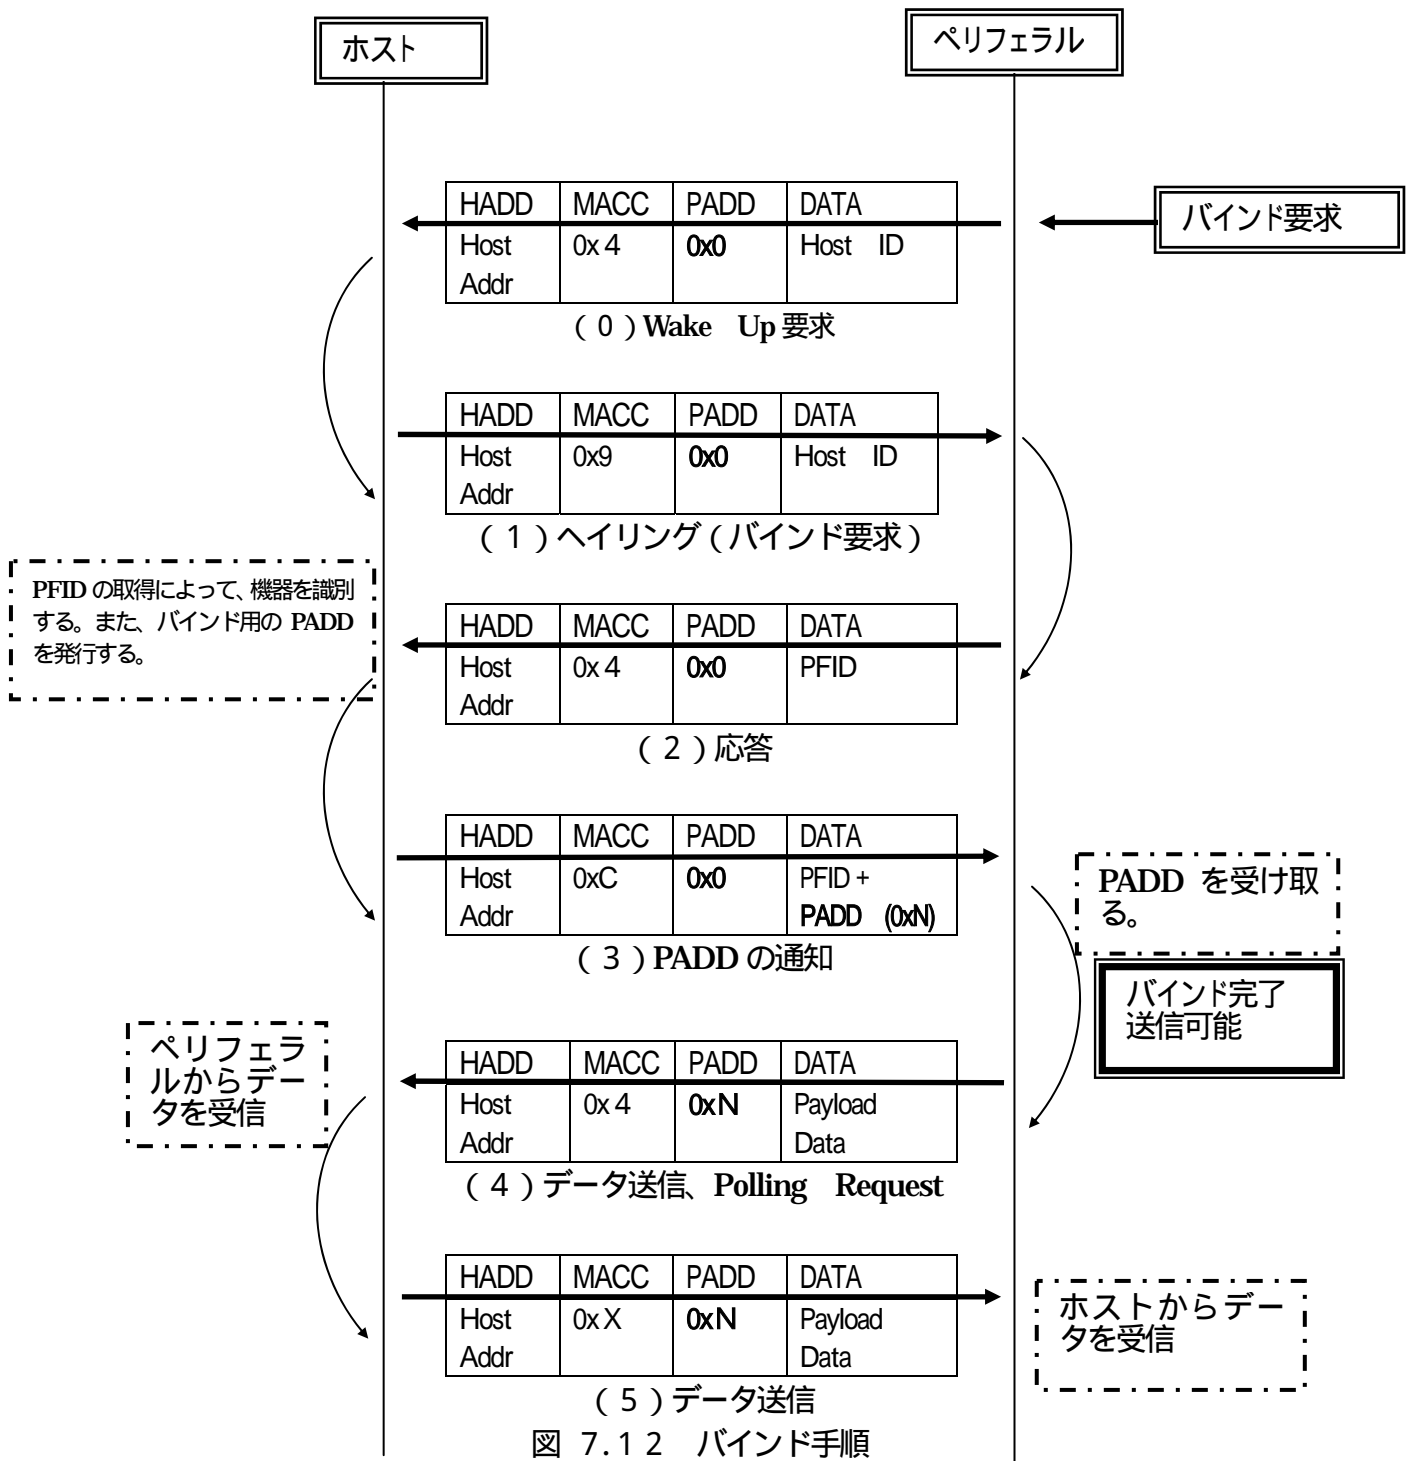 ホスト
ペリフェラル
バインド要求
HADD MACC PADD DATA
Host 0x4 0x0 Host ID
Addr
(0)Wake Up 要求
HADD MACC PADD DATA
Host 0x9 0x0 Host ID
Addr
(1)ヘイリング(バインド要求)
PFID の取得によって、機器を識別
する。また、バインド用の PADD
を発行する。
HADD MACC PADD DATA
Host 0x4 0x0 PFID
Addr
(2)応答
HADD MACC PADD DATA
Host 0xC 0x0 PFID +
Addr PADD (0xN)
(3)PADD の通知
PADD を受け取
る。
バインド完了
送信可能
ペリフェラ
ルからデー
タを受信
HADD MACC PADD DATA
Host 0x4 0xN Payload
Addr Data
(4)データ送信、Polling Request
HADD MACC PADD DATA
Host 0xX 0xN Payload
Addr Data
(5)データ送信
ホストからデー
タを受信
図 7.12 バインド手順